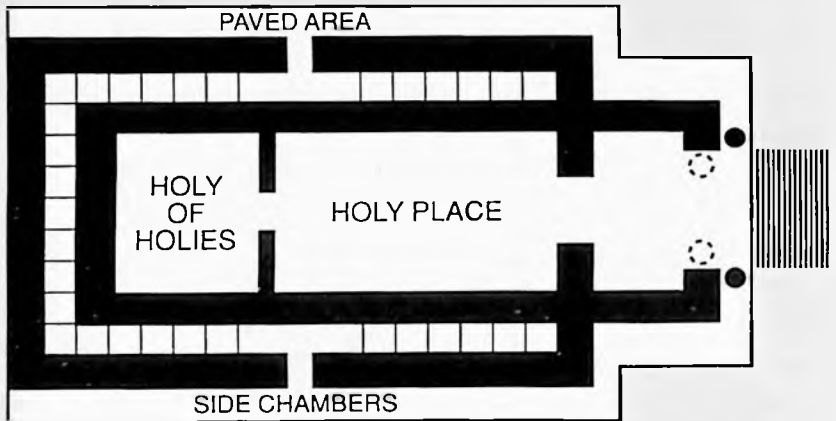 PAVED AREA
HOLY
OF
HOLIES
HOLY PLACE
SIDE CHAMBERS